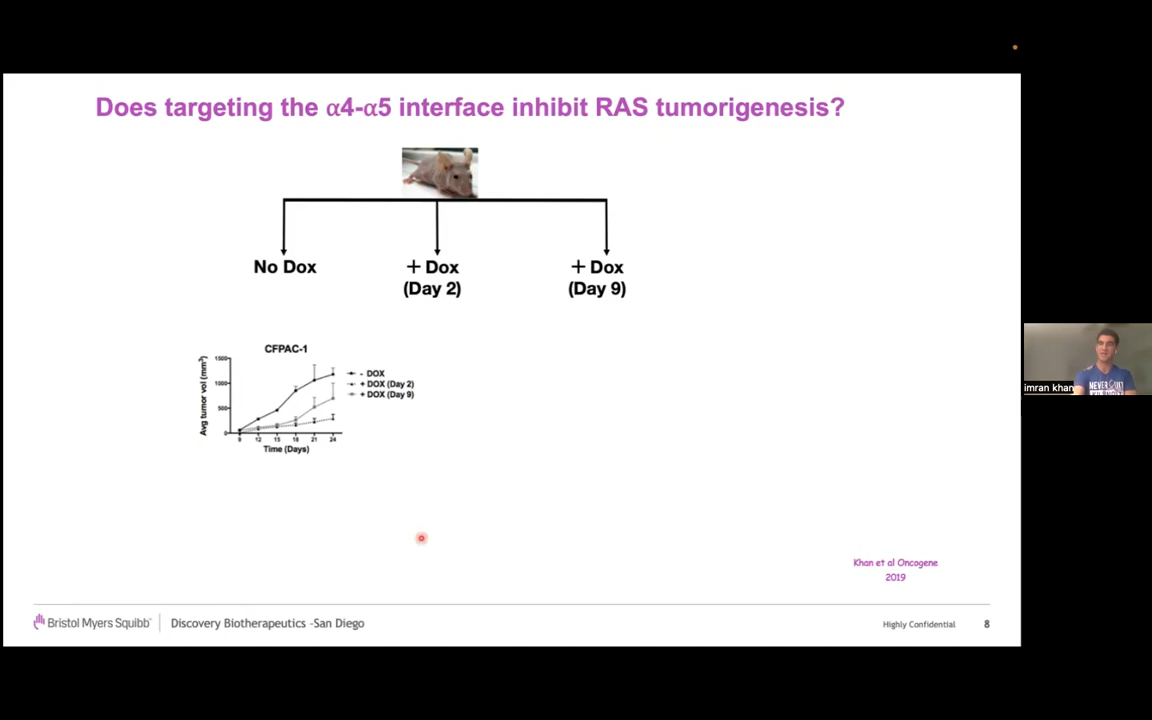 Does targeting the α4-α5 interface inhibit RAS tumorigenesis?
No Dox
+ Dox
(Day 2)
+ Dox
(Day 9)
CFPAC-1
Avg tumor vol (mm³)
1500
1000
500
0
9 12 15 18 21 24
Time (Days)
- DOX
+ DOX (Day 2)
+ DOX (Day 9)
imran khan
NEVER
Khan et al Oncogene
2019
Bristol Myers Squibb
Discovery Biotherapeutics -San Diego
Highly Confidential
8